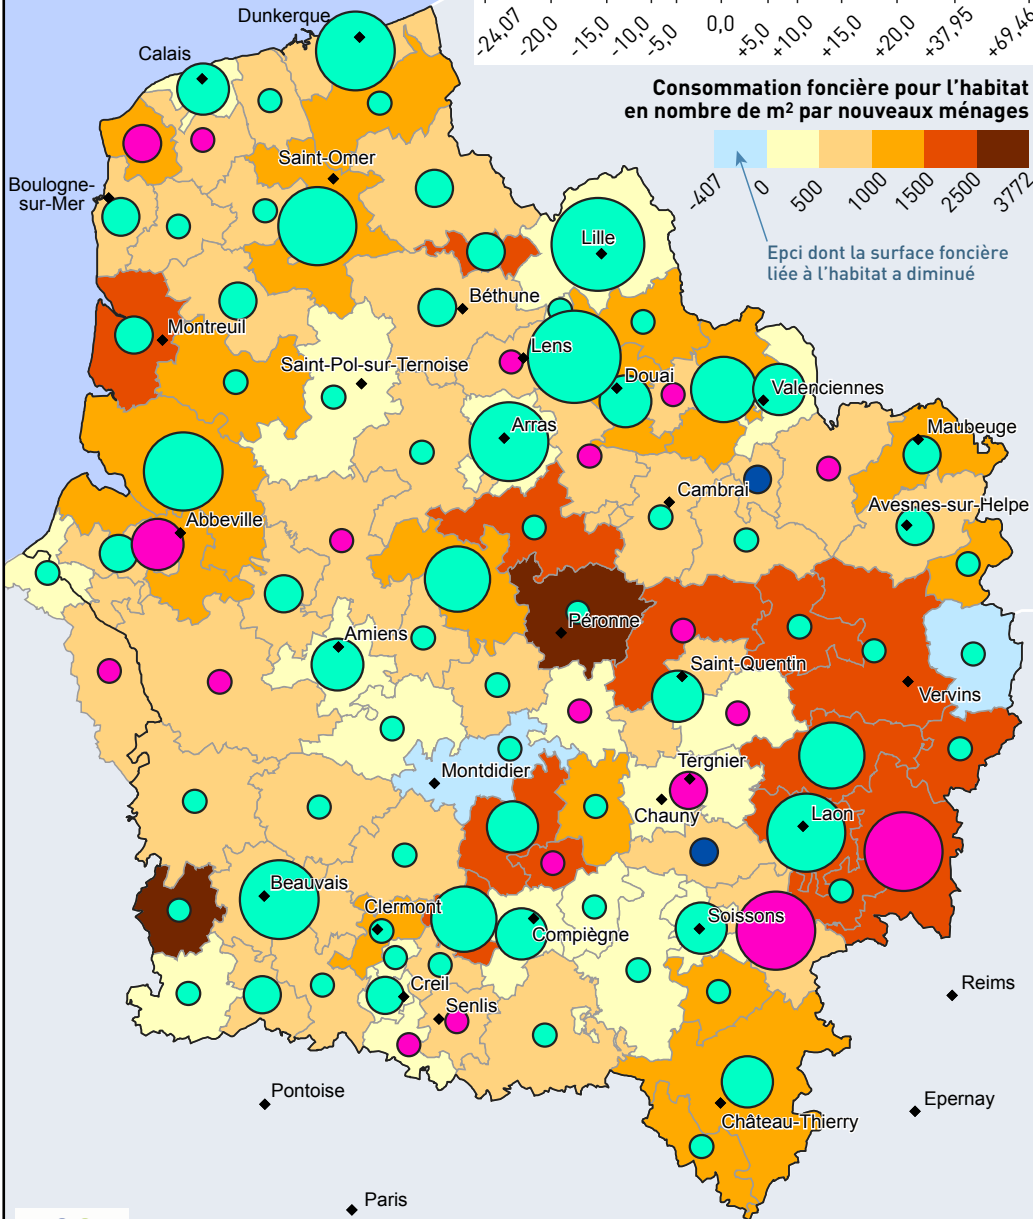 -24,07 -20,0 -15,0 -10,0 -5,0 0,0 +5,0 +10,0 +15,0 +20,0 +37,95 +69,46
Consommation foncière pour l'habitat
en nombre de m² par nouveaux ménages
-407 0 500 1000 1500 2500 3772
Epci dont la surface foncière
liée à l'habitat a diminué
Dunkerque
Calais
Saint-Omer
Boulogne-
sur-Mer
Lille
Béthune
Montreuil
Lens
Saint-Pol-sur-Ternoise
Douai
Valenciennes
Arras
Maubeuge
Cambrai
Avesnes-sur-Helpe
Abbeville
Péronne
Amiens
Saint-Quentin
Vervins
Montdidier
Tergnier
Chauny
Laon
Beauvais
Clermont
Soissons
Compiègne
Creil
Senlis
Reims
Pontoise
Epernay
Château-Thierry
Paris